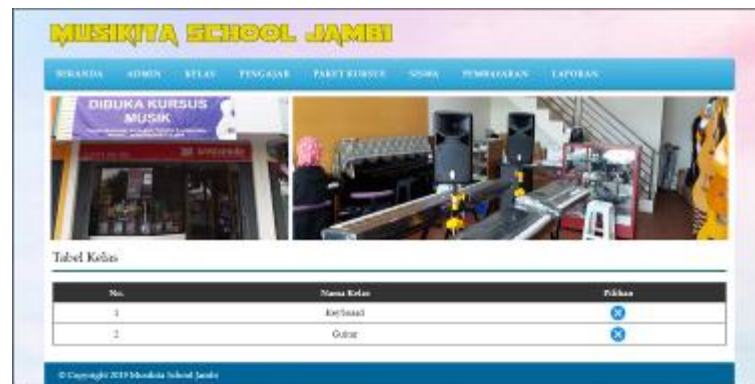 MUSIKITA SCHOOL JAMBI
BERANDA ADMIN KELAS PENGAJAR PAKET KURSUS SISWA PEMBAYARAN LAPORAN
DIBUKA KURSUS
MUSIK
Tabel Kelas
No. Nama Kelas Pilihan
1 Keyboard
2 Guitar
© Copyright 2019 Musikita School Jambi